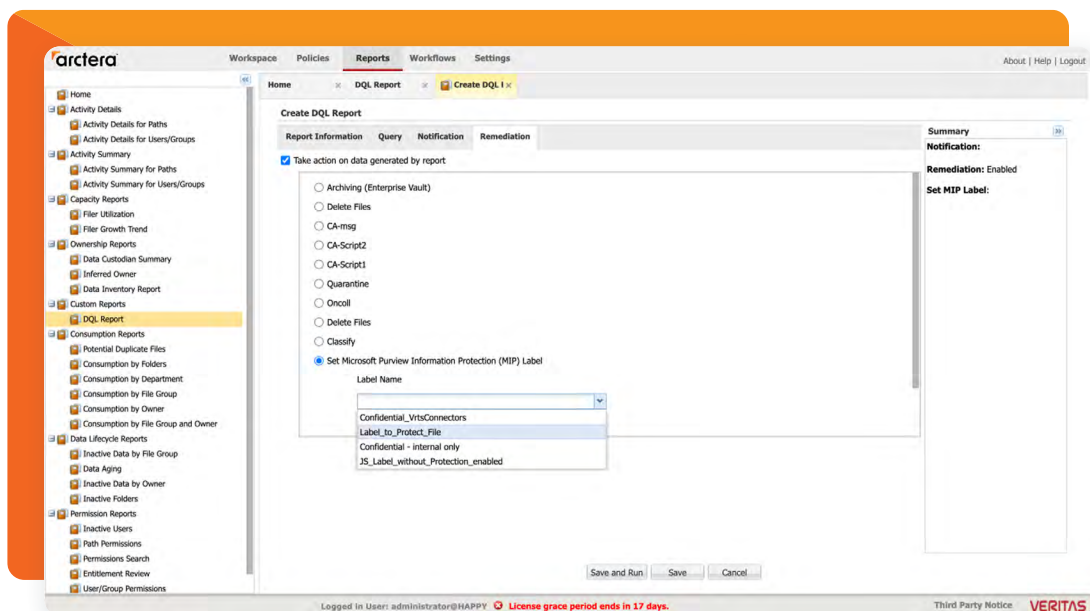 arctera
Workspace Policies Reports Workflows Settings
About | Help | Logout
Home
Activity Details
Activity Details for Paths
Activity Details for Users/Groups
Activity Summary
Activity Summary for Paths
Activity Summary for Users/Groups
Capacity Reports
Filer Utilization
Filer Growth Trend
Ownership Reports
Data Custodian Summary
Inferred Owner
Data Inventory Report
Custom Reports
DQL Report
Consumption Reports
Potential Duplicate Files
Consumption by Folders
Consumption by Department
Consumption by File Group
Consumption by Owner
Consumption by File Group and Owner
Data Lifecycle Reports
Inactive Data by File Group
Data Aging
Inactive Data by Owner
Inactive Folders
Permission Reports
Inactive Users
Path Permissions
Permissions Search
Entitlement Review
User/Group Permissions
Home DQL Report Create DQL
Create DQL Report
Report Information Query Notification Remediation
Take action on data generated by report
Archiving (Enterprise Vault)
Delete Files
CA-msg
CA-Script2
CA-Script1
Quarantine
Oncoll
Delete Files
Classify
Set Microsoft Purview Information Protection (MIP) Label
Label Name
Confidential_VrtsConnectors
Label_to_Protect_File
Confidential - internal only
JS_Label_without_Protection_enabled
Save and Run Save Cancel
Summary
Notification:
Remediation: Enabled
Set MIP Label:
Logged in User: administrator@HAPPY License grace period ends in 17 days.
Third Party Notice VERITAS